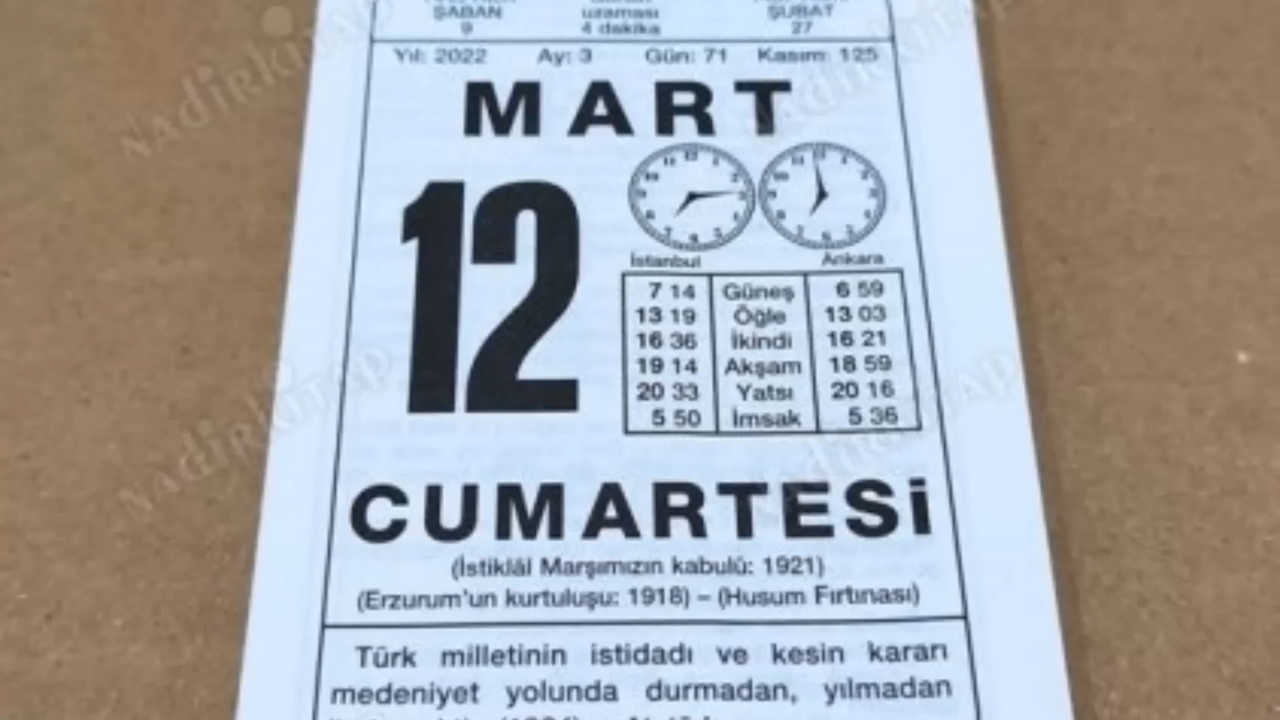 ŞABAN uzaması ŞUBAT
9 4 dakika 27
Yıl: 2022 Ay: 3 Gün: 71 Kasım: 125
MART
12
İstanbul Ankara
7 14 Güneş 6 59
13 19 Öğle 13 03
16 36 İkindi 16 21
19 14 Akşam 18 59
20 33 Yatsı 20 16
5 50 İmsak 5 36
CUMARTESİ
(İstiklâl Marşımızın kabulü: 1921)
(Erzurum'un kurtuluşu: 1918) – (Husum Fırtınası)
Türk milletinin istidadı ve kesin kararı
medeniyet yolunda durmadan, yılmadan